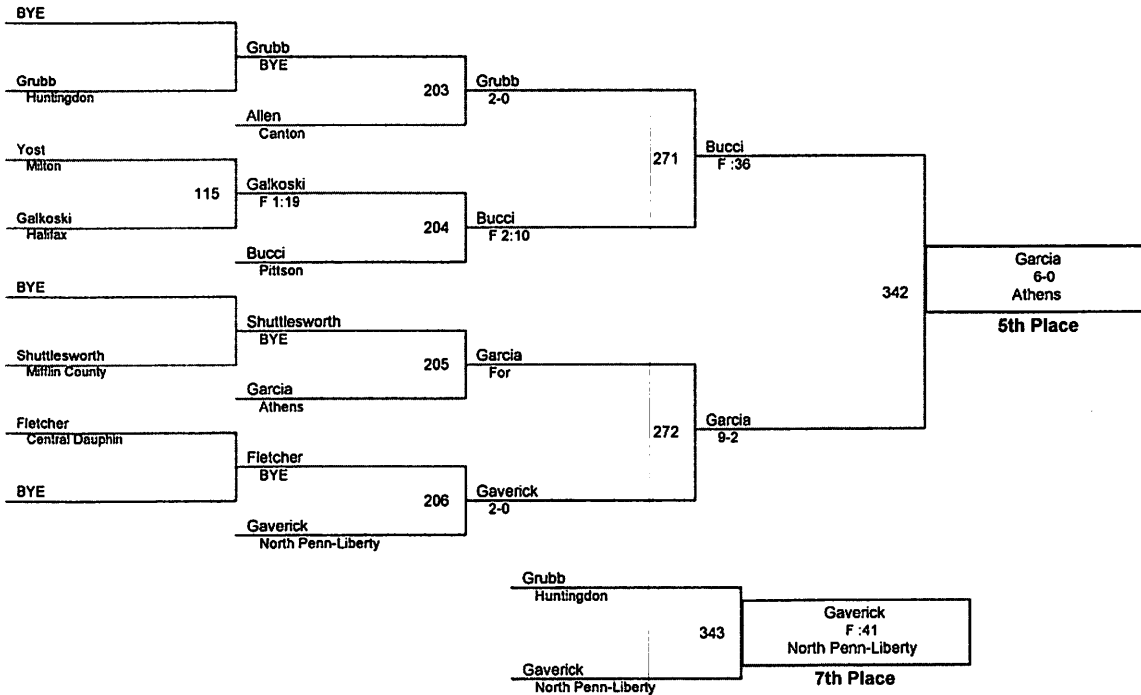 BYE
Grubb
BYE
Grubb
Huntingdon
203
Grubb
2-0
Allen
Canton
Yost
Milton
271
Bucci
F :36
115
Galkoski
F 1:19
Galkoski
Halifax
204
Bucci
F 2:10
Bucci
Pittson
BYE
342
Garcia
6-0
Athens
5th Place
Shuttlesworth
BYE
Shuttlesworth
Mifflin County
205
Garcia
For
Garcia
Athens
Fletcher
Central Dauphin
272
Garcia
9-2
Fletcher
BYE
BYE
206
Gaverick
2-0
Gaverick
North Penn-Liberty
Grubb
Huntingdon
343
Gaverick
F :41
North Penn-Liberty
7th Place
Gaverick
North Penn-Liberty